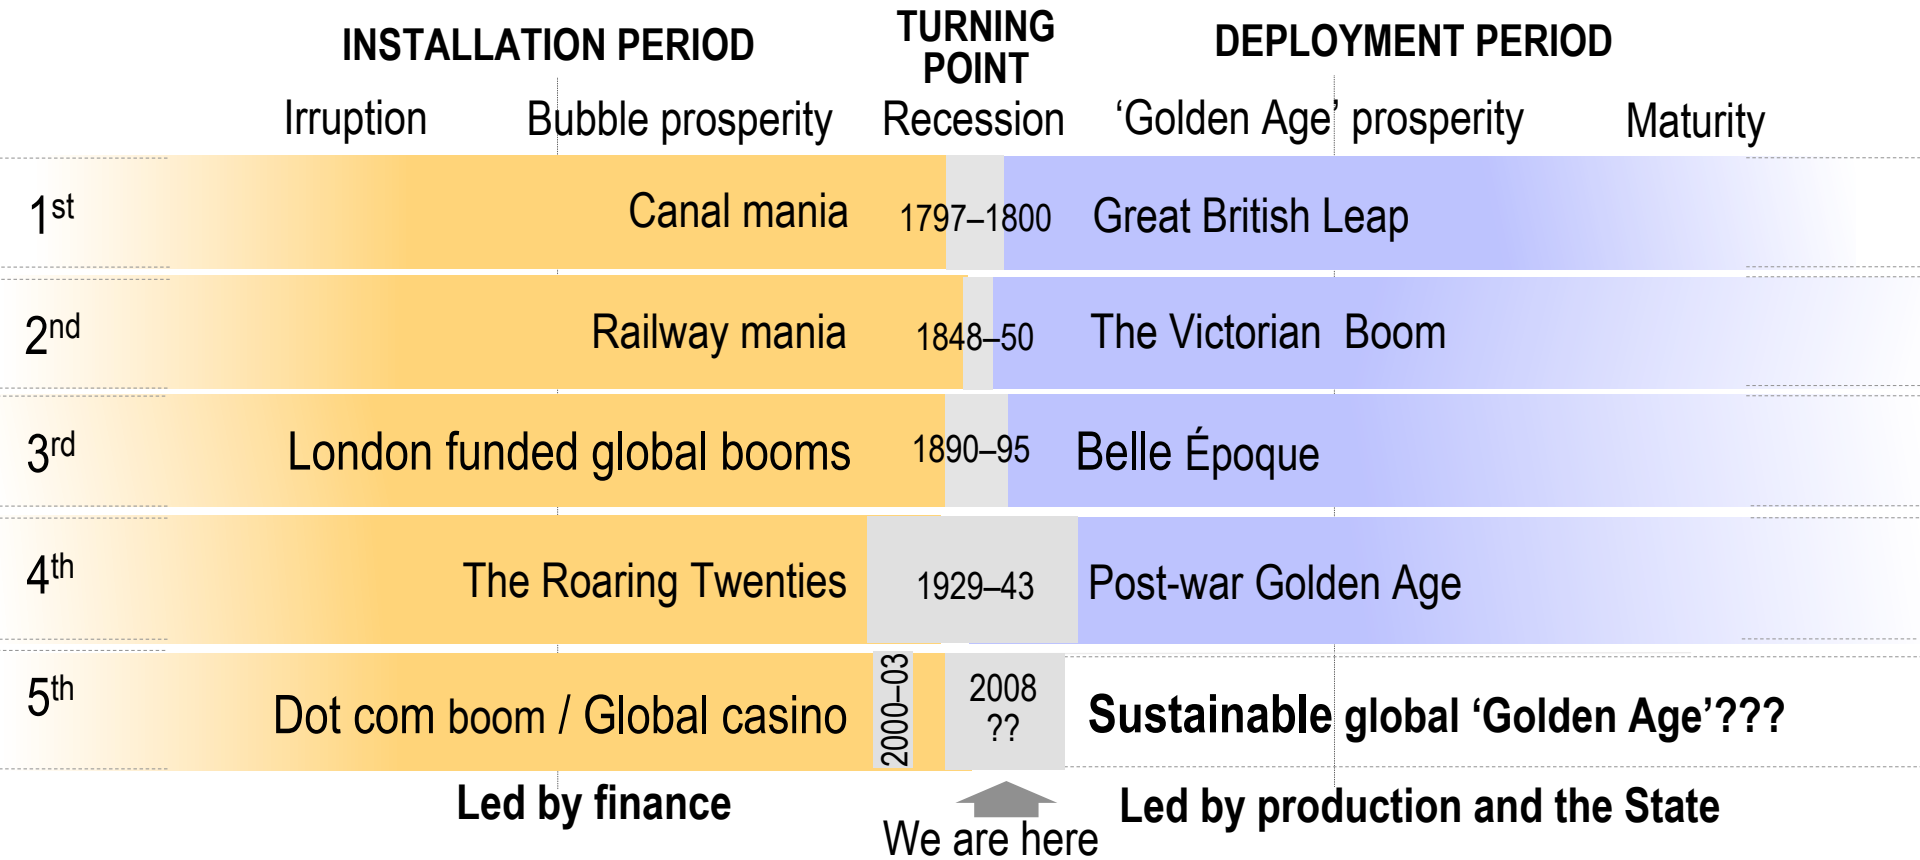 INSTALLATION PERIOD
TURNING
POINT
DEPLOYMENT PERIOD
Irruption
Bubble prosperity
Recession
‘Golden Age’ prosperity
Maturity
1st
Canal mania
1797–1800
Great British Leap
2nd
Railway mania
1848–50
The Victorian Boom
3rd
London funded global booms
1890–95
Belle Époque
4th
The Roaring Twenties
1929–43
Post-war Golden Age
5th
Dot com boom / Global casino
2000–03
2008
??
Sustainable global ‘Golden Age’???
Led by finance
We are here
Led by production and the State